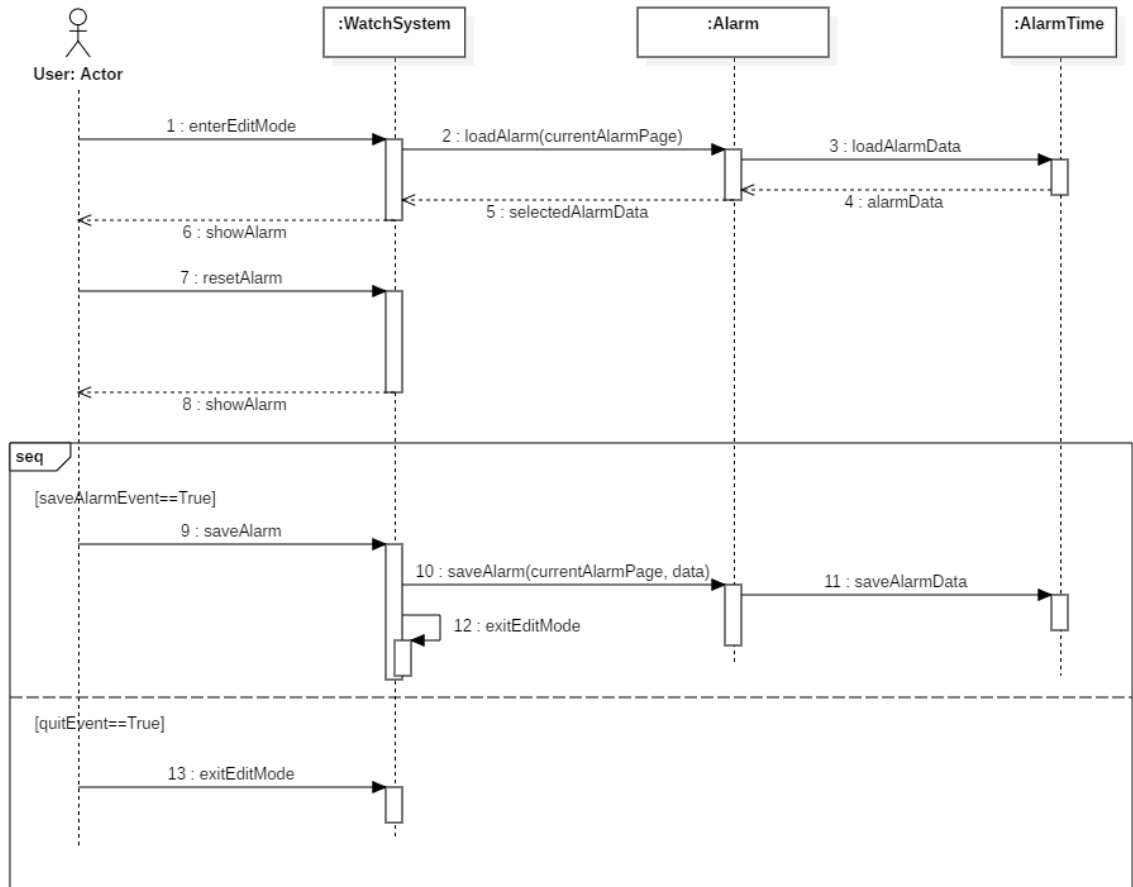 :WatchSystem
:Alarm
:AlarmTime
User: Actor
1 : enterEditMode
2 : loadAlarm(currentAlarmPage)
3 : loadAlarmData
4 : alarmData
5 : selectedAlarmData
6 : showAlarm
7 : resetAlarm
8 : showAlarm
seq
[saveAlarmEvent==True]
9 : saveAlarm
10 : saveAlarm(currentAlarmPage, data)
11 : saveAlarmData
12 : exitEditMode
[quitEvent==True]
13 : exitEditMode